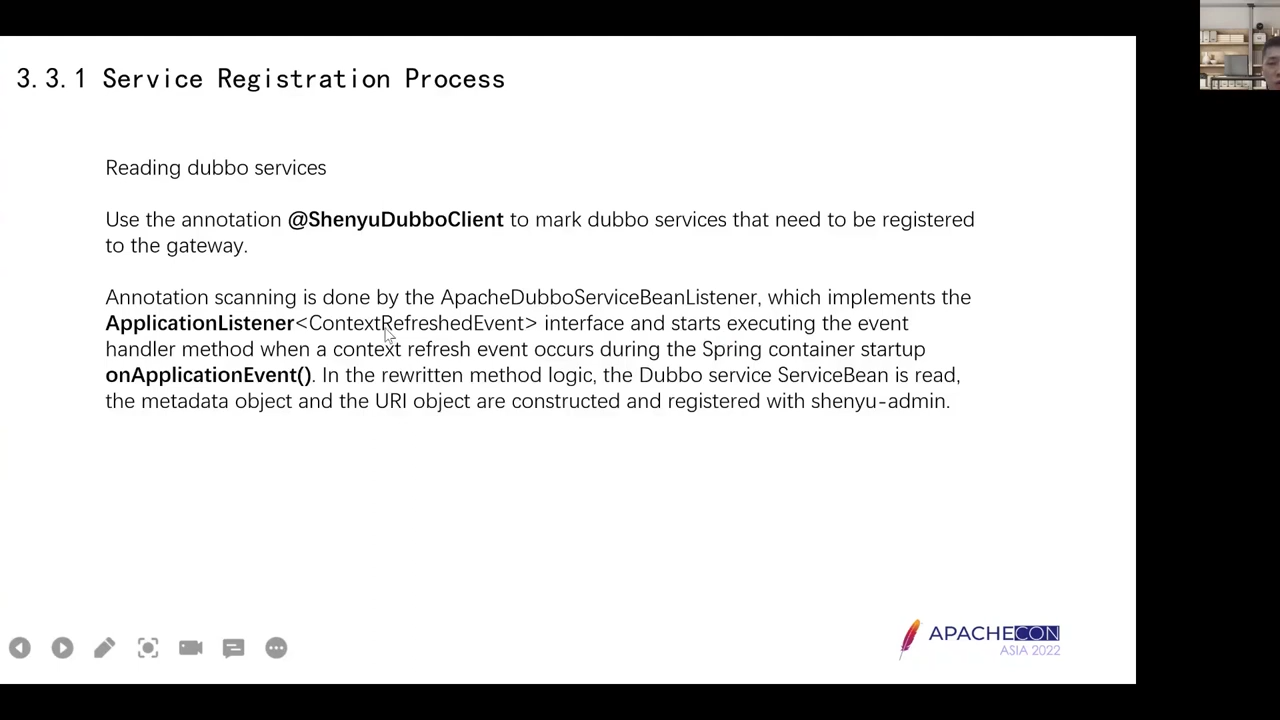 3.3.1 Service Registration Process
Reading dubbo services
Use the annotation @ShenyuDubboClient to mark dubbo services that need to be registered
to the gateway.
Annotation scanning is done by the ApacheDubboServiceBeanListener, which implements the
ApplicationListener<ContextRefreshedEvent> interface and starts executing the event
handler method when a context refresh event occurs during the Spring container startup
onApplicationEvent(). In the rewritten method logic, the Dubbo service ServiceBean is read,
the metadata object and the URI object are constructed and registered with shenyu-admin.
APACHECON
ASIA 2022